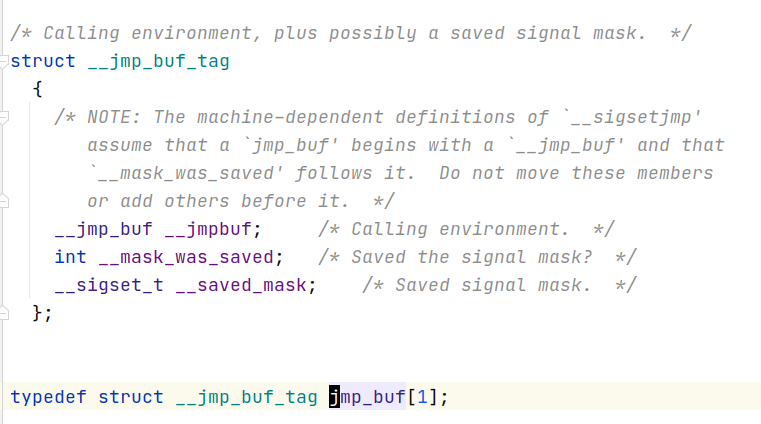 /* Calling environment, plus possibly a saved signal mask.  */
struct __jmp_buf_tag
  {
    /* NOTE: The machine-dependent definitions of `__sigsetjmp'
       assume that a `jmp_buf' begins with a `__jmp_buf' and that
       `__mask_was_saved' follows it.  Do not move these members
       or add others before it.  */
    __jmp_buf __jmpbuf;     /* Calling environment.  */
    int __mask_was_saved;   /* Saved the signal mask?  */
    __sigset_t __saved_mask;    /* Saved signal mask.  */
  };
typedef struct __jmp_buf_tag jmp_buf[1];